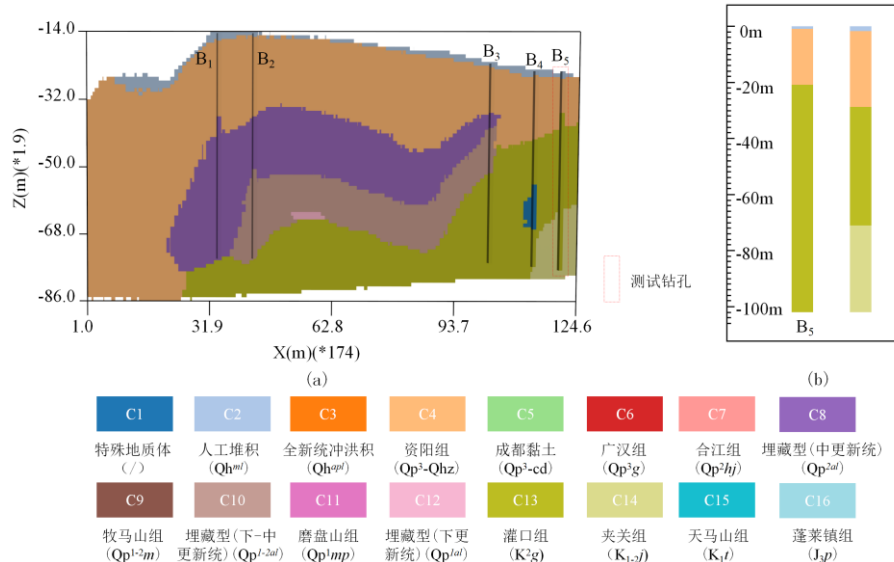 -14.0
-32.0
-50.0
-68.0
-86.0
Z(m)(*1.9)
B₁
B₂
B₃
B₄
B₅
1.0
31.9
62.8
93.7
124.6
X(m)(*174)
测试钻孔
(a)
0m
-20m
-40m
-60m
-80m
-100m
B₅
(b)
C1
C2
C3
C4
C5
C6
C7
C8
特殊地质体
人工堆积
全新统冲洪积
资阳组
成都黏土
广汉组
合江组
埋藏型(中更新统)
(/)
(Qhᵐˡ)
(Qhᵃᵖˡ)
(Qp³-Qhz)
(Qp³-cd)
(Qp³g)
(Qp²hj)
(Qp²ᵃˡ)
C9
C10
C11
C12
C13
C14
C15
C16
牧马山组
埋藏型(下-中
磨盘山组
埋藏型(下更
灌口组
夹关组
天马山组
蓬莱镇组
(Qp¹⁻²m)
更新统)(Qp¹⁻²ᵃˡ)
(Qp¹mp)
新统)(Qp¹ᵃˡ)
(K²g)
(K₁₋₂j)
(K₁t)
(J₃p)